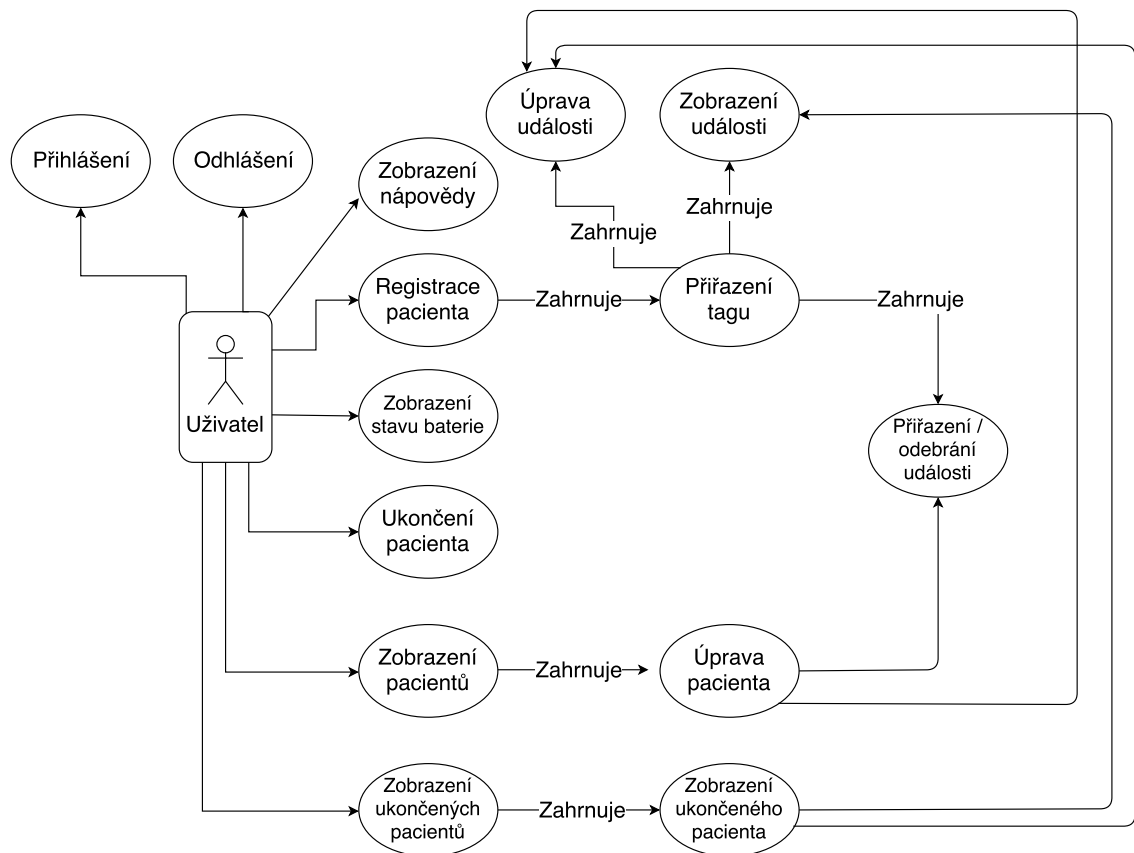 Úprava
události
Zobrazení
události
Přihlášení
Odhlášení
Zobrazení
nápovědy
Zahrnuje
Zahrnuje
Registrace
pacienta
Zahrnuje
Přiřazení
tagu
Zahrnuje
Uživatel
Zobrazení
stavu baterie
Přiřazení /
odebrání
události
Ukončení
pacienta
Zobrazení
pacientů
Zahrnuje
Úprava
pacienta
Zobrazení
ukončených
pacientů
Zahrnuje
Zobrazení
ukončeného
pacienta